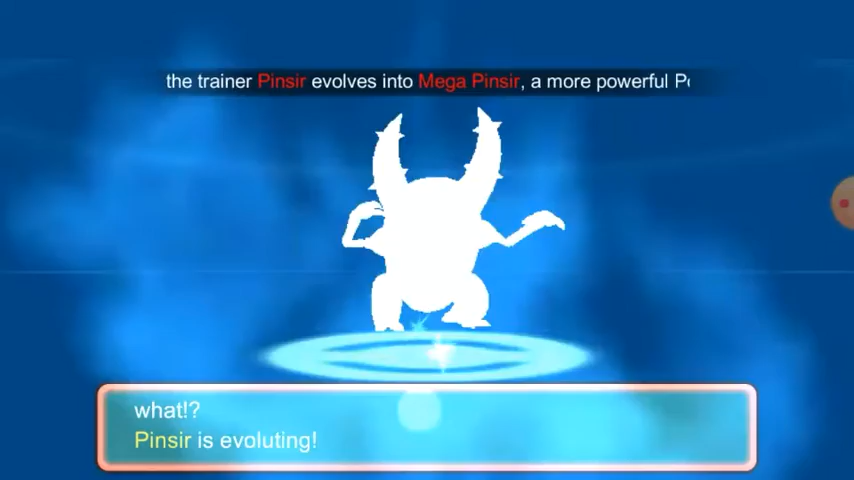 the trainer Pinsir evolves into Mega Pinsir, a more powerful
what!?
Pinsir is evoluting!